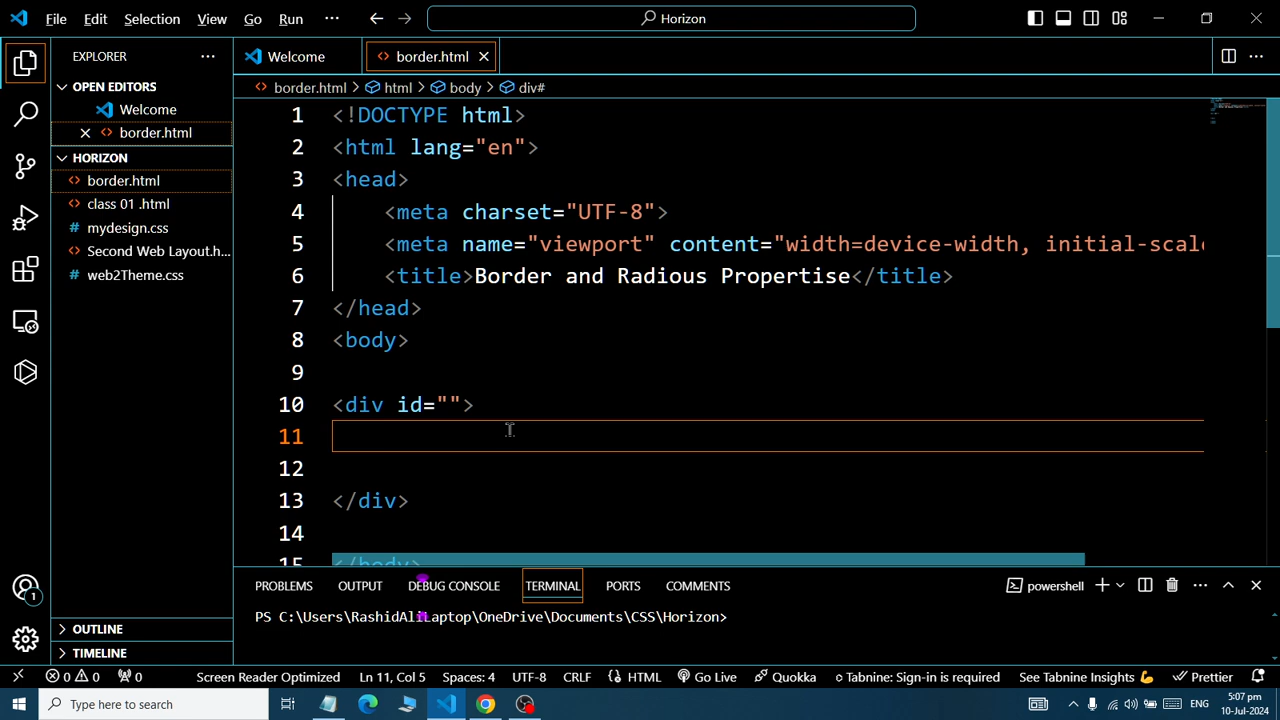 File Edit Selection View Go Run ··· Horizon
EXPLORER ···
Welcome border.html
OPEN EDITORS
Welcome
border.html
HORIZON
border.html
class 01 .html
mydesign.css
Second Web Layout.h...
web2Theme.css
OUTLINE
TIMELINE
border.html > html > body > div#
1 <!DOCTYPE html>
2 <html lang="en">
3 <head>
4 <meta charset="UTF-8">
5 <meta name="viewport" content="width=device-width, initial-scale
6 <title>Border and Radious Propertise</title>
7 </head>
8 <body>
9
10 <div id="">
11
12
13 </div>
14
15 </body>
PROBLEMS OUTPUT DEBUG CONSOLE TERMINAL PORTS COMMENTS powershell
PS C:\Users\RashidAliLaptop\OneDrive\Documents\CSS\Horizon>
1
0 0 0 Screen Reader Optimized Ln 11, Col 5 Spaces: 4 UTF-8 CRLF {} HTML Go Live Quokka Tabnine: Sign-in is required See Tabnine Insights Prettier
Type here to search ENG 5:07 pm
10-Jul-2024